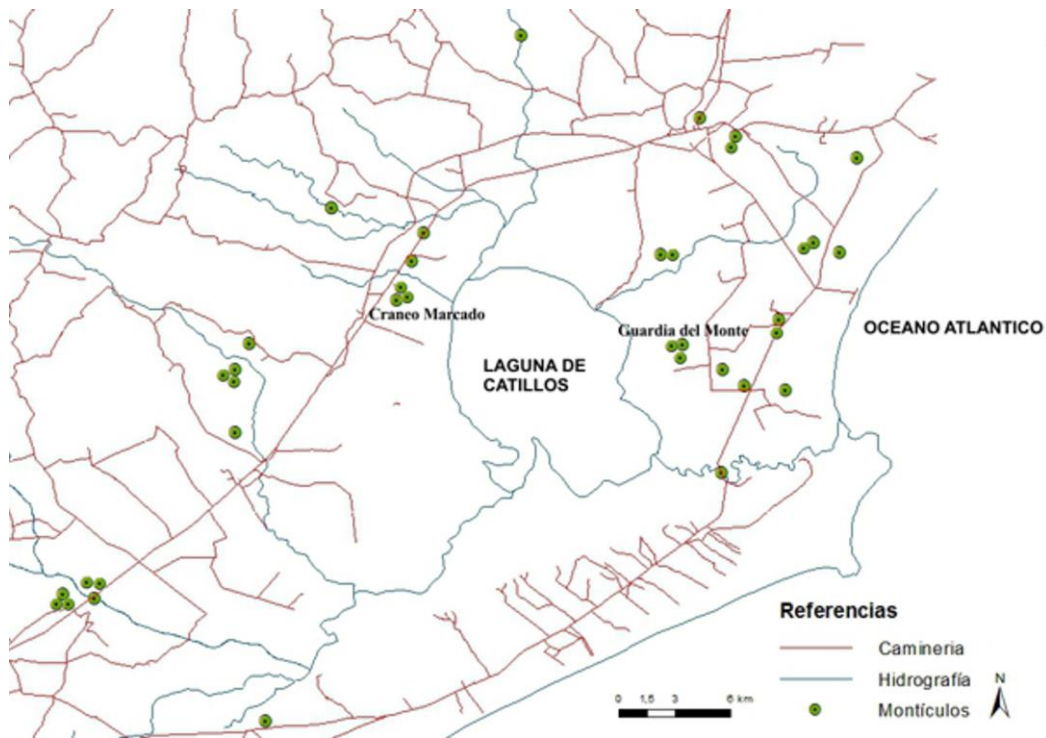 Craneo Marcado
Guardia del Monte
OCEANO ATLANTICO
LAGUNA DE
CATILLOS
Referencias
Camineria
Hidrografía
Montículos
N
0 1,5 3 6 km